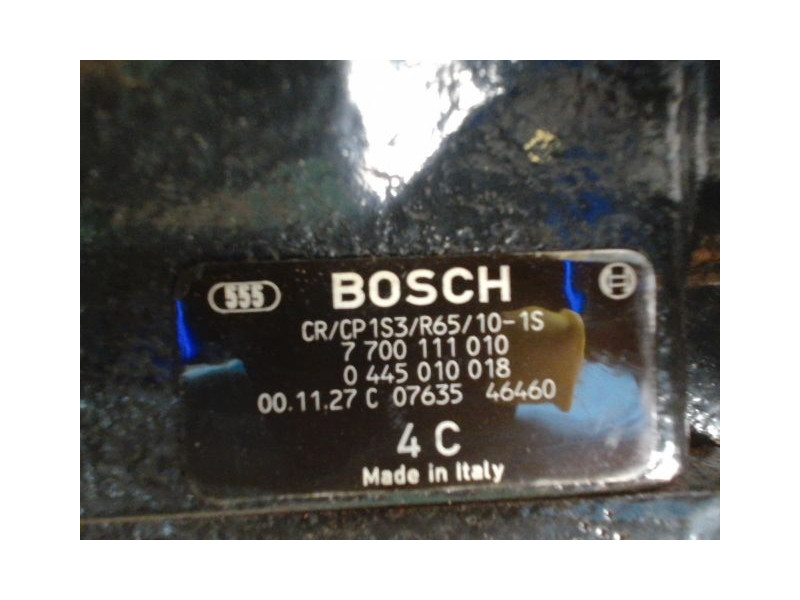 555 BOSCH
CR/CP1S3/R65/10-1S
7 700 111 010
0 445 010 018
00.11.27 C 07635 46460
4 C
Made in Italy